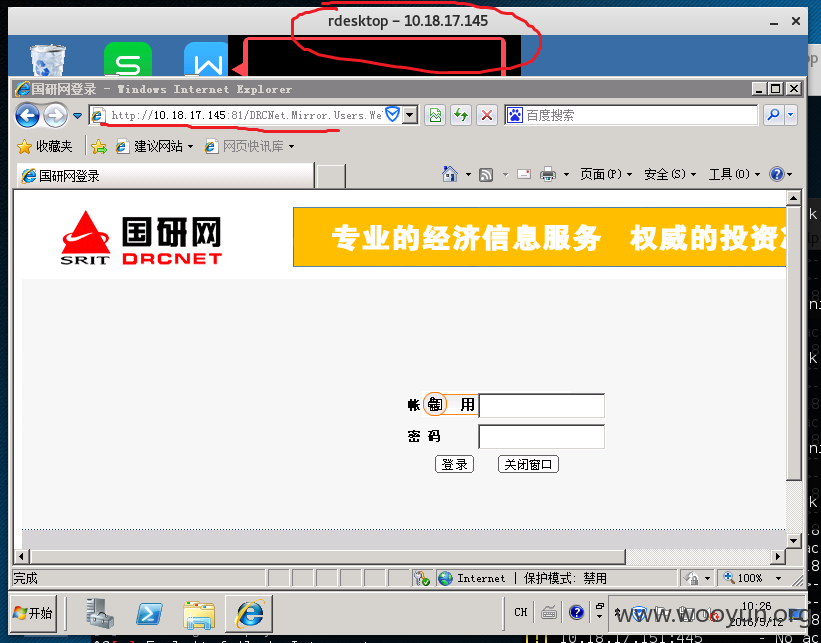 rdesktop - 10.18.17.145
国研网登录 - Windows Internet Explorer
http://10.18.17.145:81/DRCNet.Mirror.Users.We
百度搜索
收藏夹
建议网站
网页快讯库
国研网登录
页面(P)
安全(S)
工具(O)
SRIT
国研网
DRCNET
专业的经济信息服务 权威的投资
帐
用
密 码
登录
关闭窗口
完成
Internet | 保护模式: 禁用
100%
开始
CH
10:26
2016/9/12
www.wooyun.org
[!] 10.18.17.151:445 - No ac